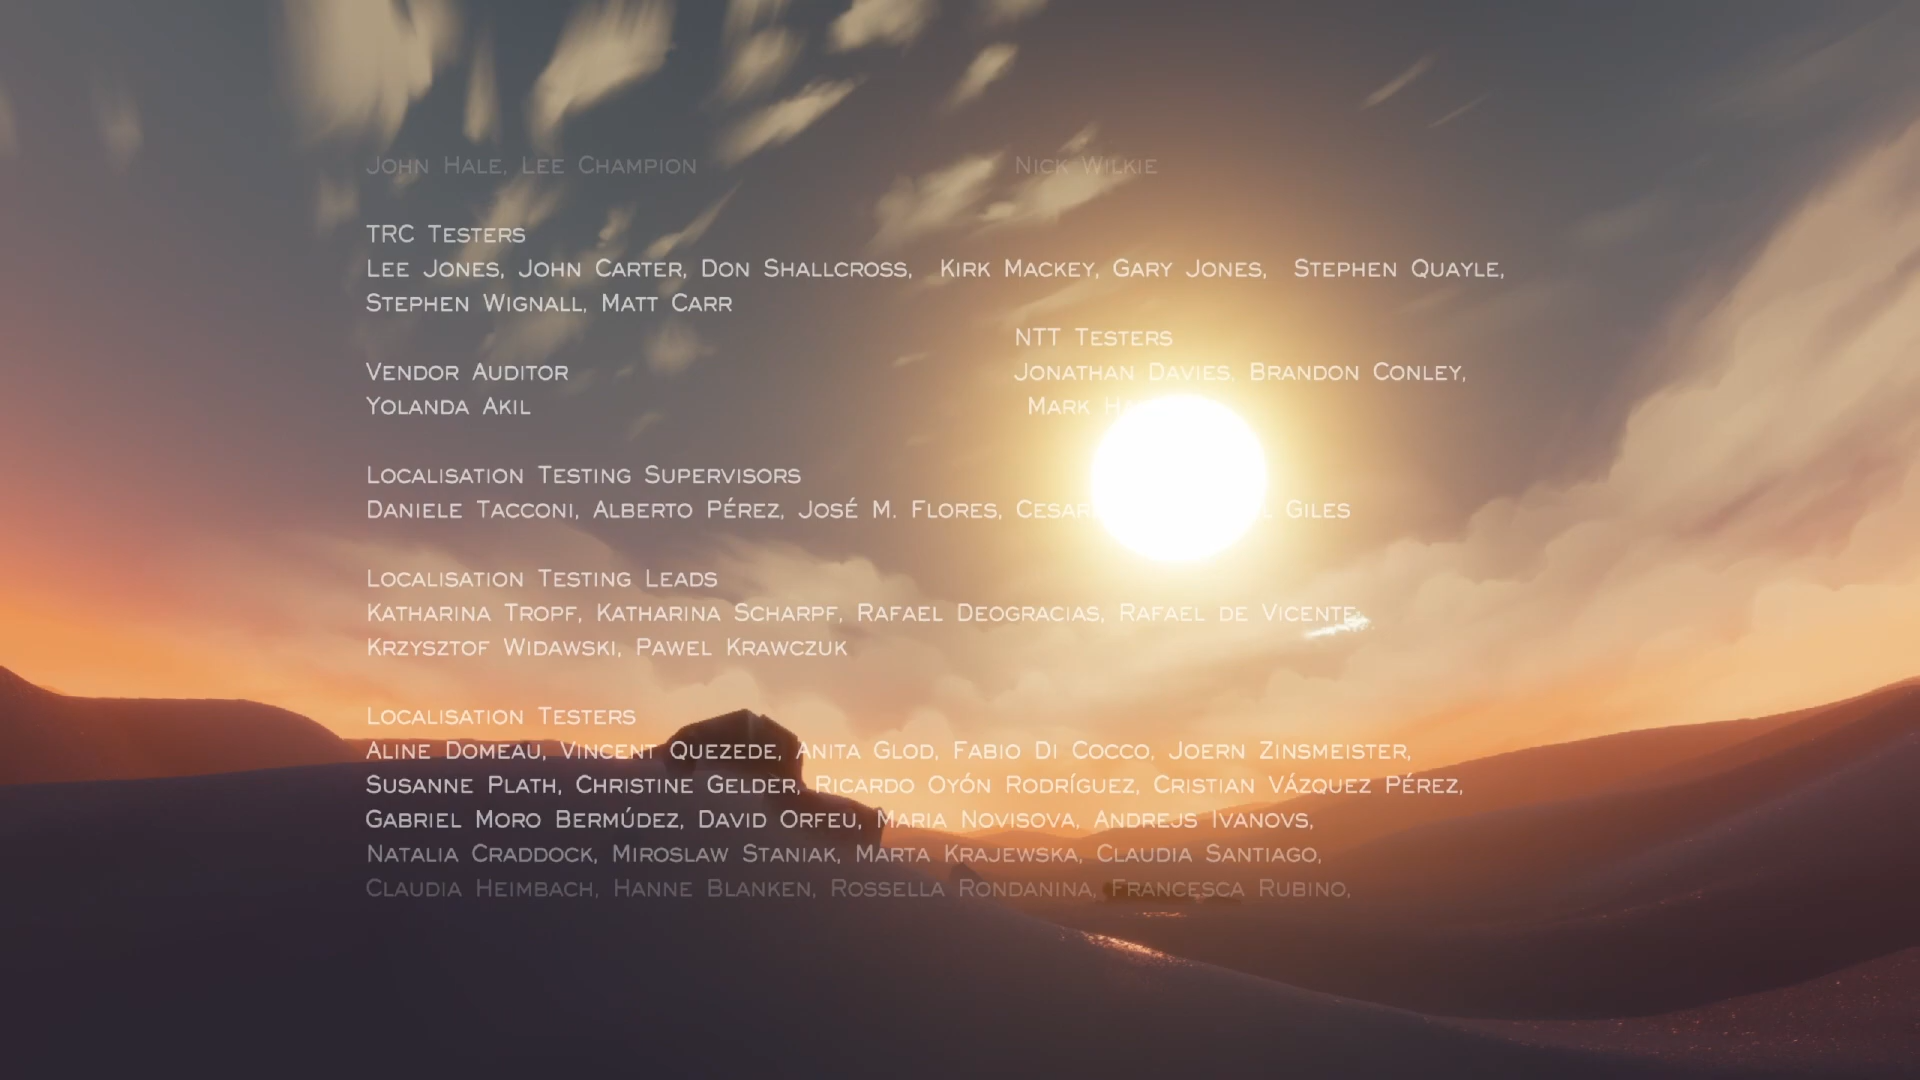 John Hale, Lee Champion
Nick Wilkie
TRC Testers
Lee Jones, John Carter, Don Shallcross, Kirk Mackey, Gary Jones, Stephen Quayle,
Stephen Wignall, Matt Carr
NTT Testers
Jonathan Davies, Brandon Conley,
Mark
Vendor Auditor
Yolanda Akil
Localisation Testing Supervisors
Daniele Tacconi, Alberto Pérez, José M. Flores, Giles
Localisation Testing Leads
Katharina Tropf, Katharina Scharpf, Rafael Deogracias, Rafael de Vicente,
Krzysztof Widawski, Pawel Krawczuk
Localisation Testers
Aline Domeau, Vincent Quezede, Anita Glod, Fabio Di Cocco, Joern Zinsmeister,
Susanne Plath, Christine Gelder, Ricardo Oyón Rodríguez, Cristian Vázquez Pérez,
Gabriel Moro Bermúdez, David Orfeu, Maria Novisova, Andrejs Ivanovs,
Natalia Craddock, Miroslaw Staniak, Marta Krajewska, Claudia Santiago,
Claudia Heimbach, Hanne Blanken, Rossella Rondanina, Francesca Rubino,